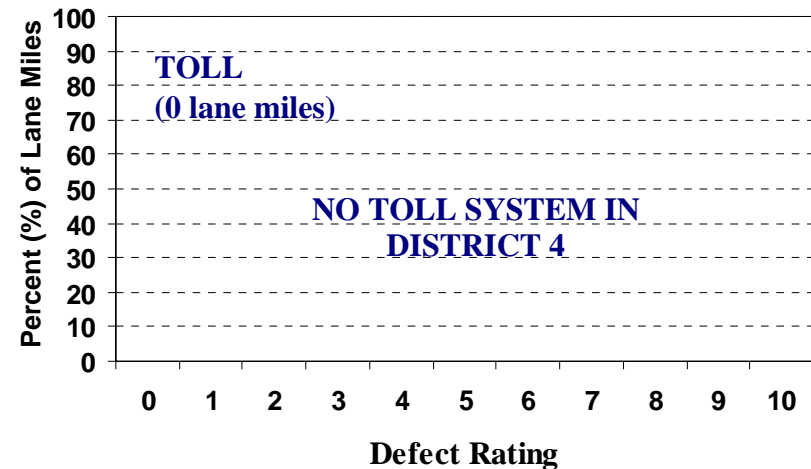 Percent (%) of Lane Miles
100
90
80
70
60
50
40
30
20
10
0
TOLL
(0 lane miles)
NO TOLL SYSTEM IN
DISTRICT 4
0 1 2 3 4 5 6 7 8 9 10
Defect Rating